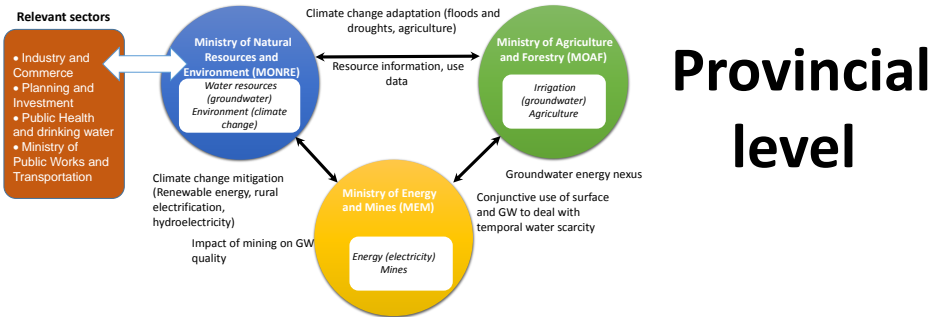 Relevant sectors
• Industry and
Commerce
• Planning and
Investment
• Public Health
and drinking water
• Ministry of
Public Works and
Transportation
Ministry of Natural
Resources and
Environment (MONRE)
Water resources
(groundwater)
Environment (climate
change)
Climate change adaptation (floods and
droughts, agriculture)
Resource information, use
data
Ministry of Agriculture
and Forestry (MOAF)
Irrigation
(groundwater)
Agriculture
Provincial
level
Climate change mitigation
(Renewable energy, rural
electrification,
hydroelectricity)
Impact of mining on GW
quality
Ministry of Energy
and Mines (MEM)
Energy (electricity)
Mines
Groundwater energy nexus
Conjunctive use of surface
and GW to deal with
temporal water scarcity